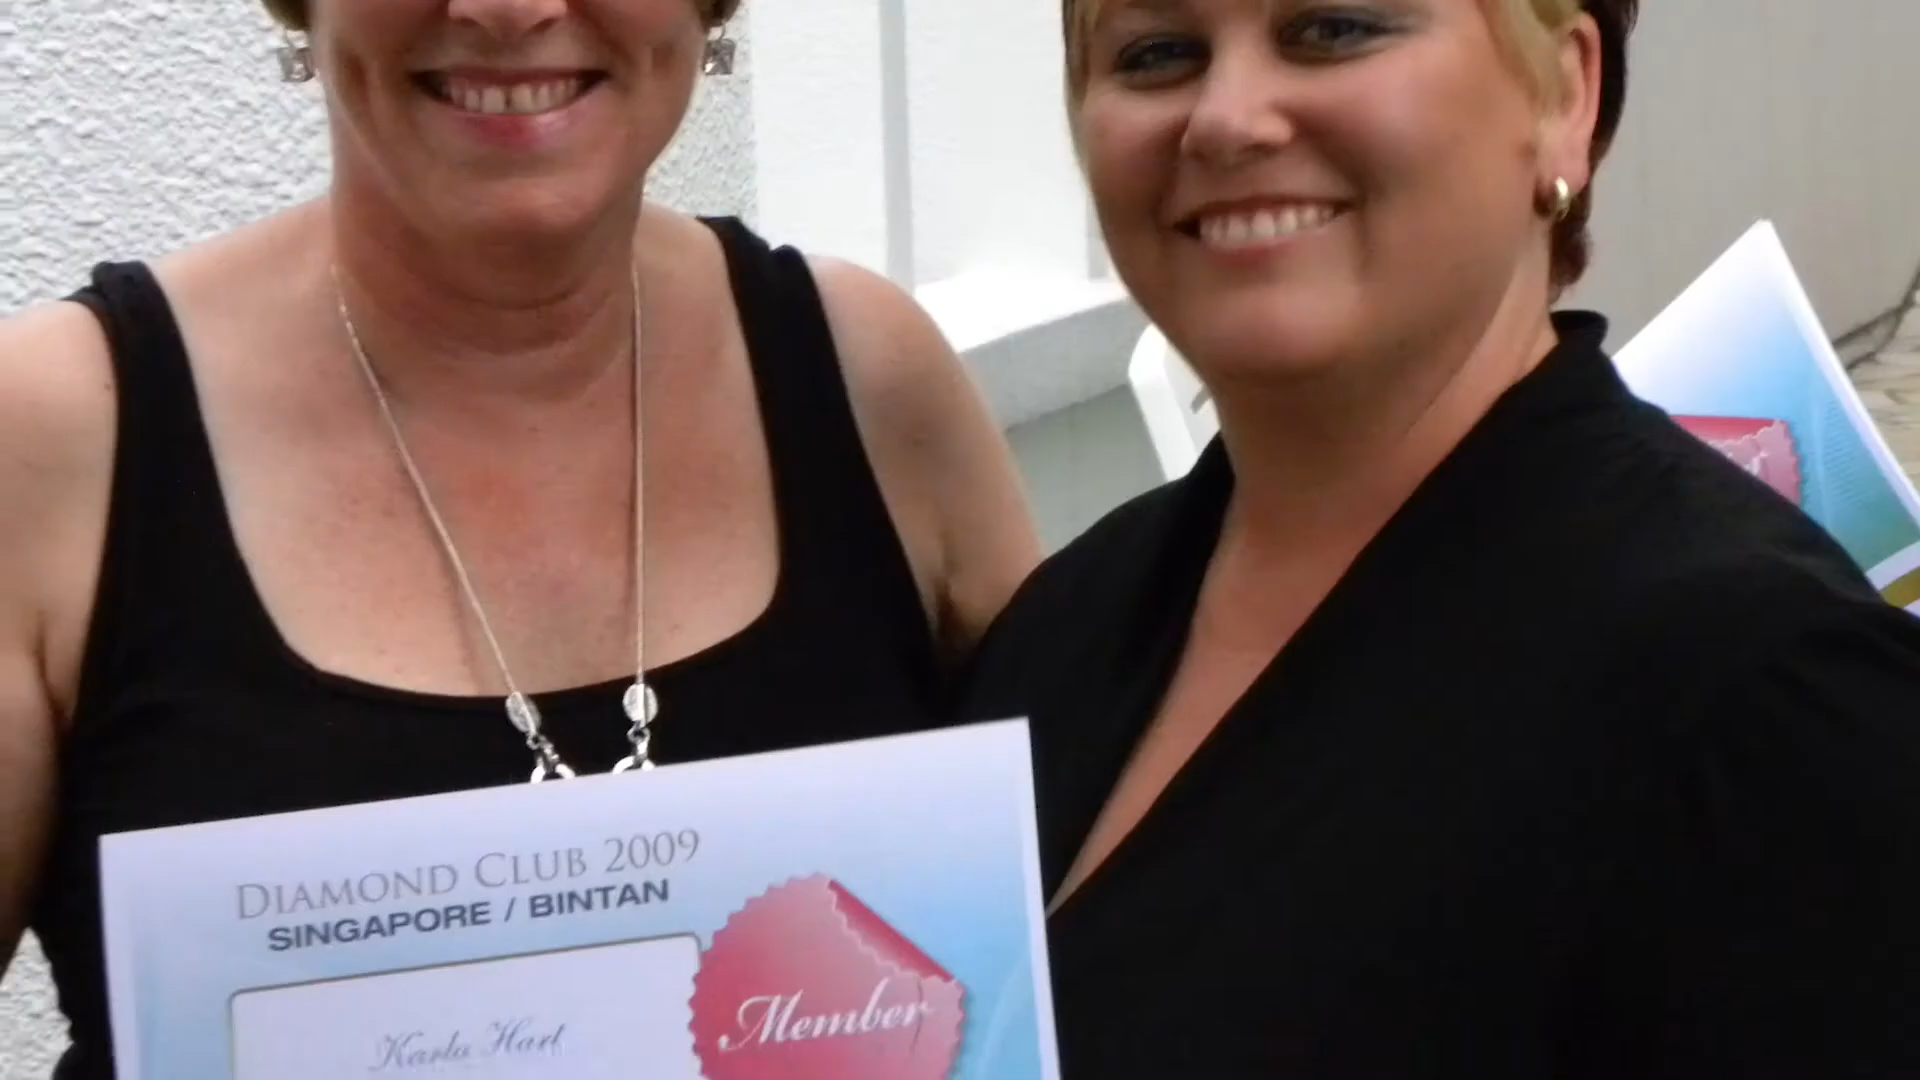 DIAMOND CLUB 2009
SINGAPORE / BINTAN
Karla Hart
Member